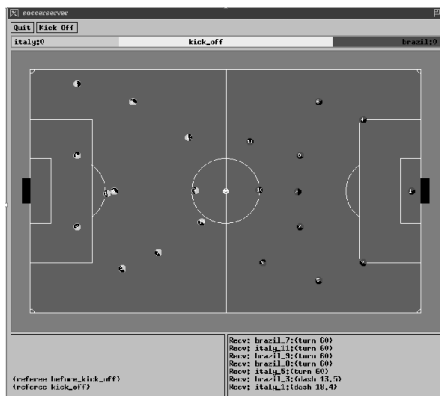 soccerserver
Quit Kick Off
italy:0 kick_off brazil:0
(referee before_kick_off)
(referee kick_off)
Recv: brazil_7:(turn 60)
Recv: italy_11:(turn 60)
Recv: brazil_9:(turn 60)
Recv: brazil_8:(turn 60)
Recv: italy_5:(turn 60)
Recv: brazil_3:(dash 13,5)
Recv: italy_1:(dash 18,4)